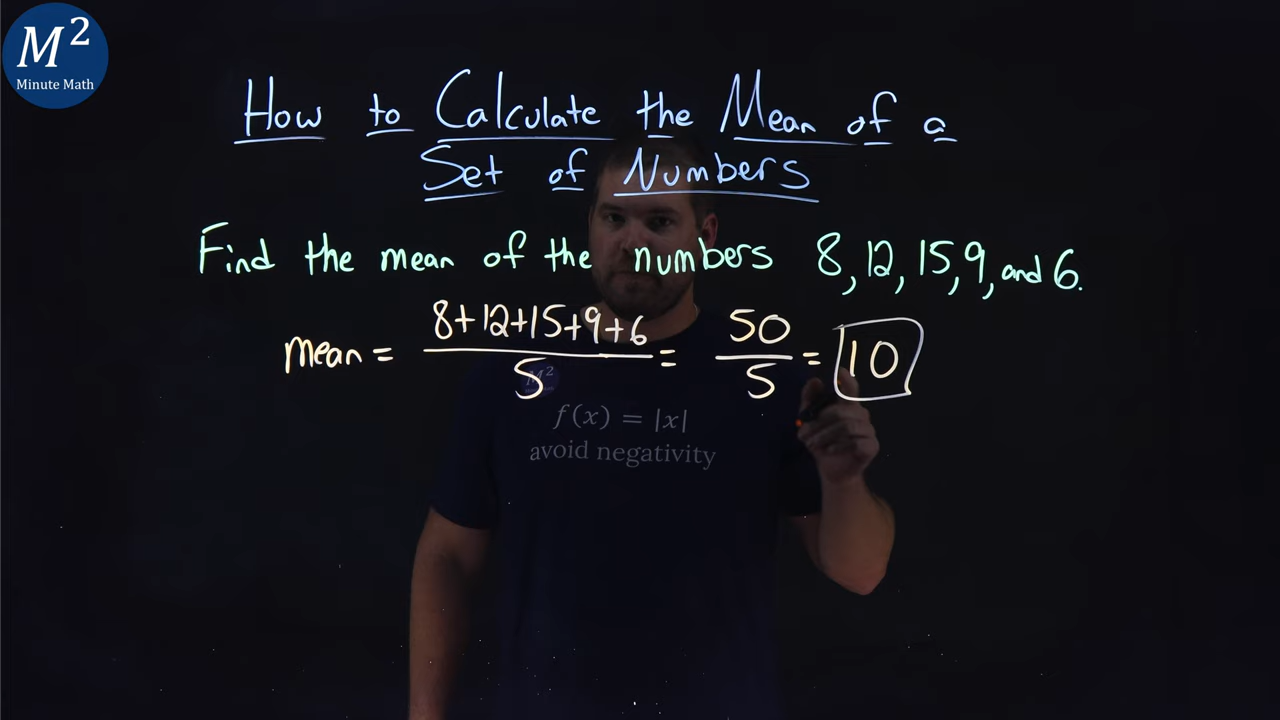 M²
Minute Math
How to Calculate the Mean of a
Set of Numbers
Find the mean of the numbers 8, 12, 15, 9, and 6.
mean = (8+12+15+9+6)/5 = 50/5 = 10
M²
f(x) = |x|
avoid negativity